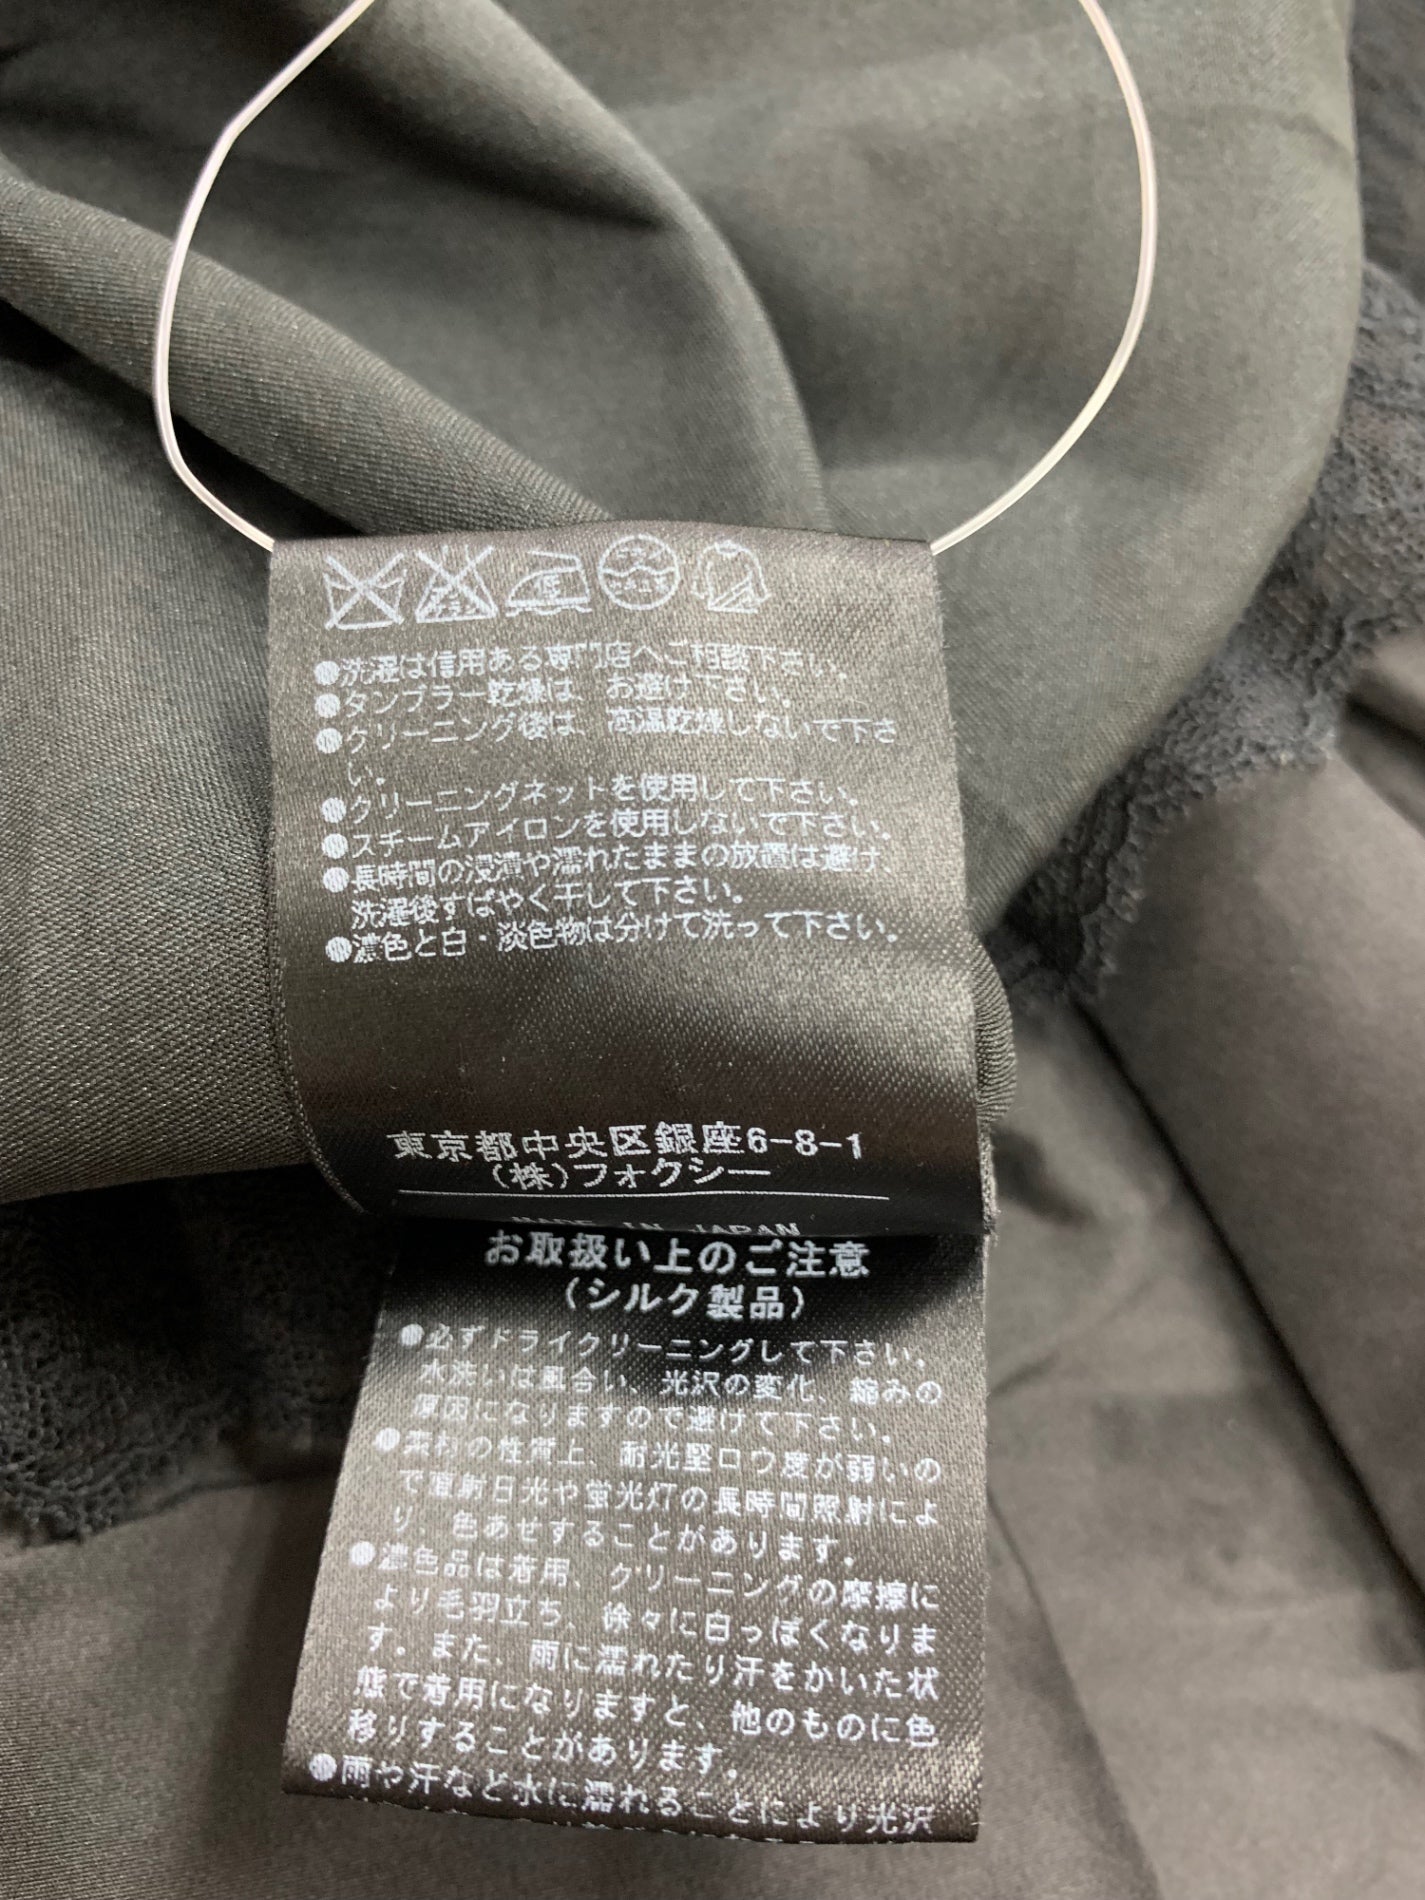 ●洗濯は信用ある専門店へご相談下さい。
●タンブラー乾燥は、お避け下さい。
●クリーニング後は、高温乾燥しないで下さ
い。
●クリーニングネットを使用して下さい。
●スチームアイロンを使用しないで下さい。
●長時間の浸漬や濡れたままの放置は避け、
洗濯後すばやく干して下さい。
●濃色と白・淡色物は分けて洗って下さい。
東京都中央区銀座6-8-1
(株)フォクシー
MADE IN JAPAN
お取扱い上のご注意
(シルク製品)
●必ずドライクリーニングして下さい。
水洗いは風合い、光沢の変化、縮みの
原因になりますので避けて下さい。
●素材の性質上、耐光堅ロウ度が弱いの
で直射日光や蛍光灯の長時間照射によ
り、色あせすることがあります。
●濃色品は着用、クリーニングの摩擦に
より毛羽立ち、徐々に白っぽくなりま
す。また、雨に濡れたり汗をかいた状
態で着用になりますと、他のものに色
移りすることがあります。
●雨や汗など水に濡れることにより光沢